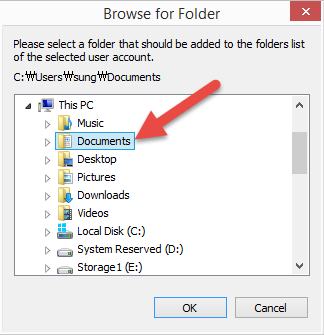 Browse for Folder
Please select a folder that should be added to the folders list
of the selected user account.
C:₩Users₩sung₩Documents
This PC
Music
Documents
Desktop
Pictures
Downloads
Videos
Local Disk (C:)
System Reserved (D:)
Storage1 (E:)
OK
Cancel